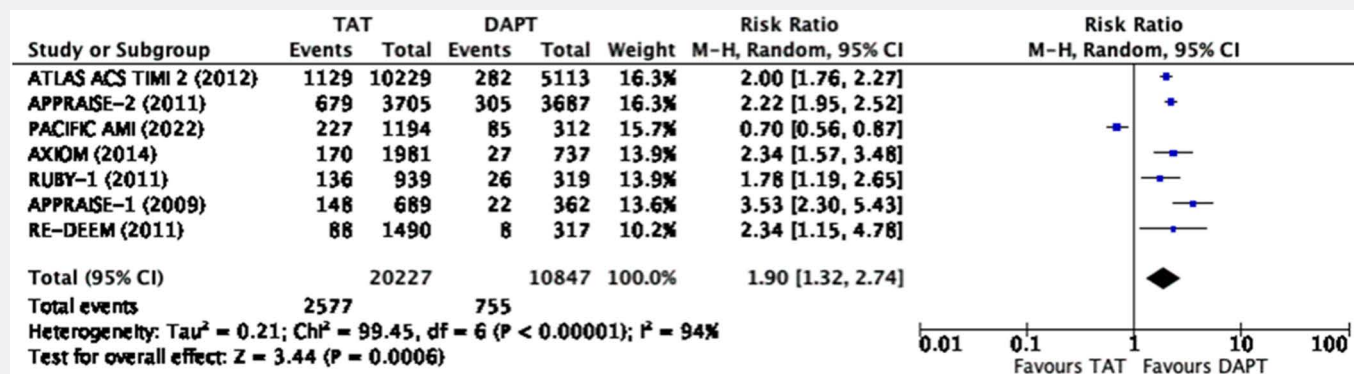 TAT DAPT Risk Ratio Risk Ratio
Study or Subgroup Events Total Events Total Weight M-H, Random, 95% CI M-H, Random, 95% CI
ATLAS ACS TIMI 2 (2012) 1129 10229 282 5113 16.3% 2.00 [1.76, 2.27]
APPRAISE-2 (2011) 679 3705 305 3687 16.3% 2.22 [1.95, 2.52]
PACIFIC AMI (2022) 227 1194 85 312 15.7% 0.70 [0.56, 0.87]
AXIOM (2014) 170 1981 27 737 13.9% 2.34 [1.57, 3.48]
RUBY-1 (2011) 136 939 26 319 13.9% 1.78 [1.19, 2.65]
APPRAISE-1 (2009) 148 689 22 362 13.6% 3.53 [2.30, 5.43]
RE-DEEM (2011) 88 1490 8 317 10.2% 2.34 [1.15, 4.78]
Total (95% CI) 20227 10847 100.0% 1.90 [1.32, 2.74]
Total events 2577 755
Heterogeneity: Tau² = 0.21; Chi² = 99.45, df = 6 (P < 0.00001); I² = 94%
Test for overall effect: Z = 3.44 (P = 0.0006)
0.01 0.1 1 10 100
Favours TAT Favours DAPT